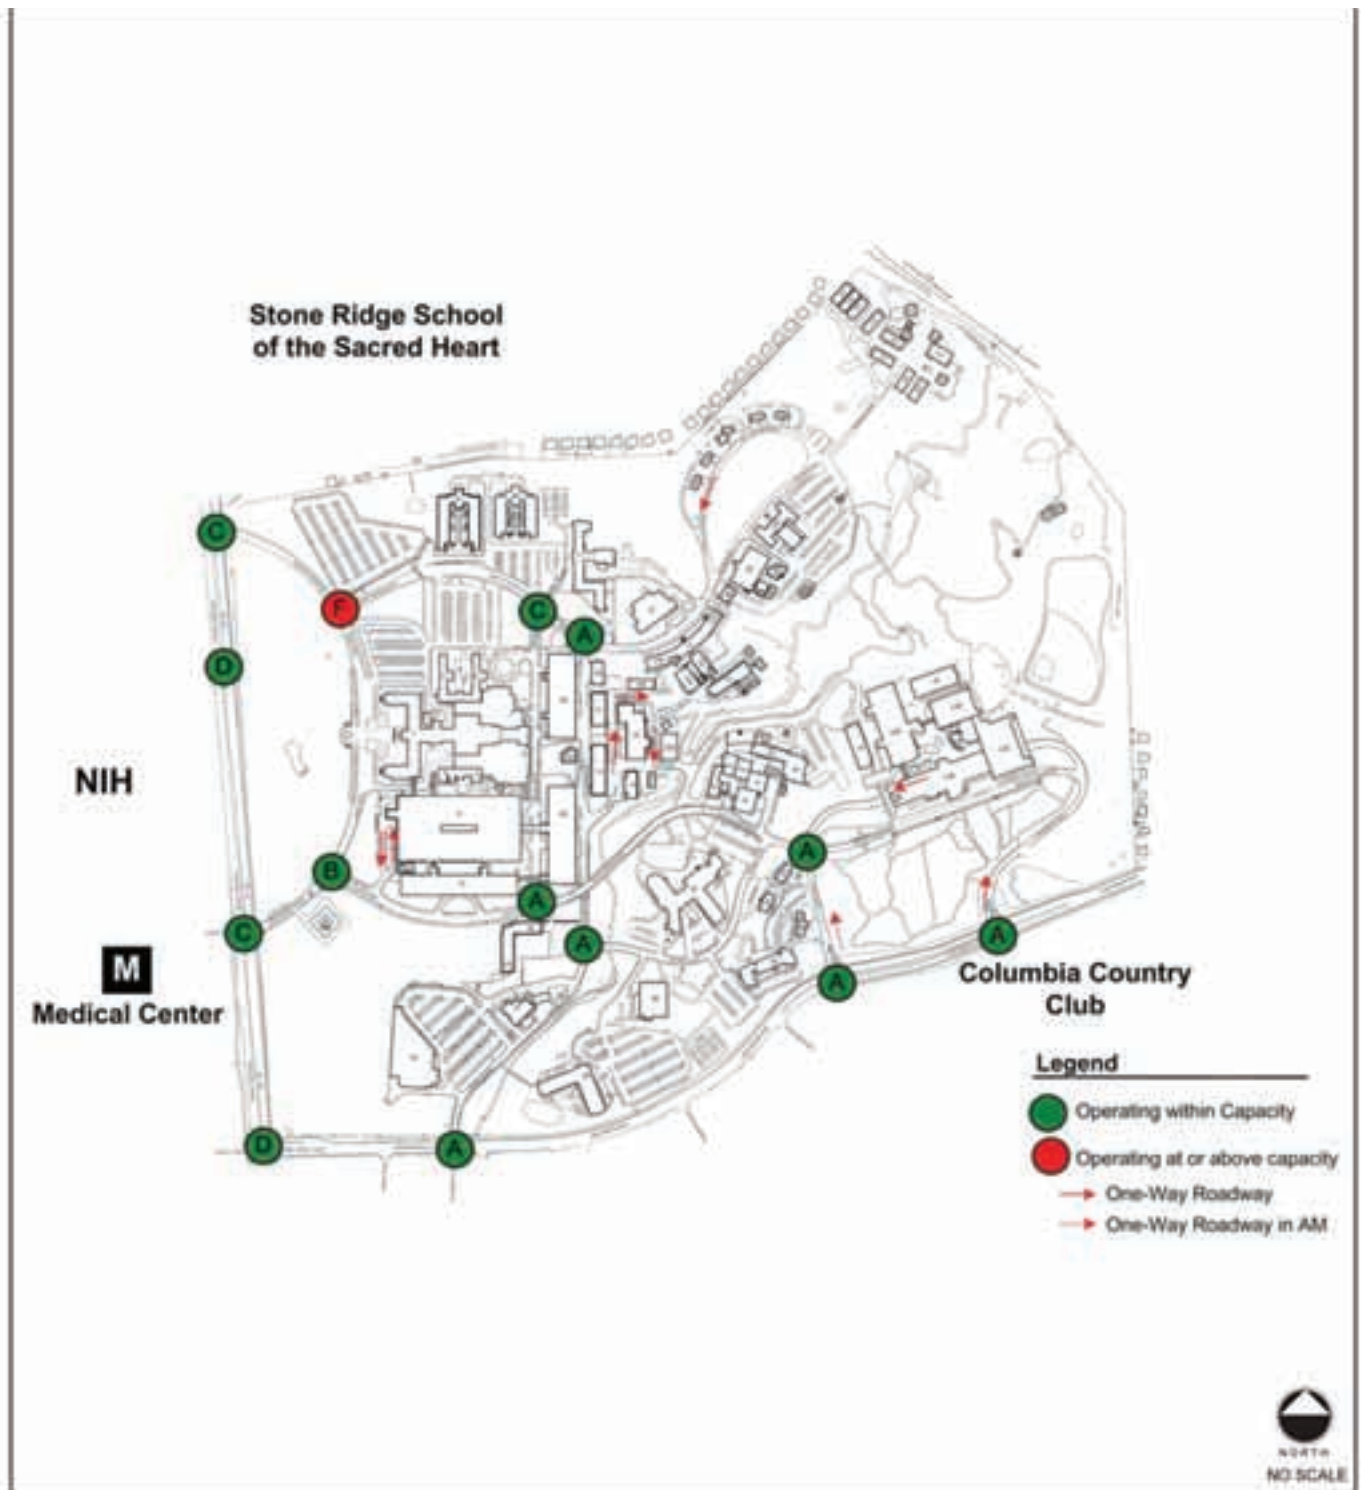 Stone Ridge School
of the Sacred Heart
C
F
C
A
D
NIH
A
B
A
C
A
A
M
Medical Center
A
Columbia Country
Club
D
A
Legend
Operating within Capacity
Operating at or above capacity
One-Way Roadway
One-Way Roadway in AM
NORTH
NO SCALE